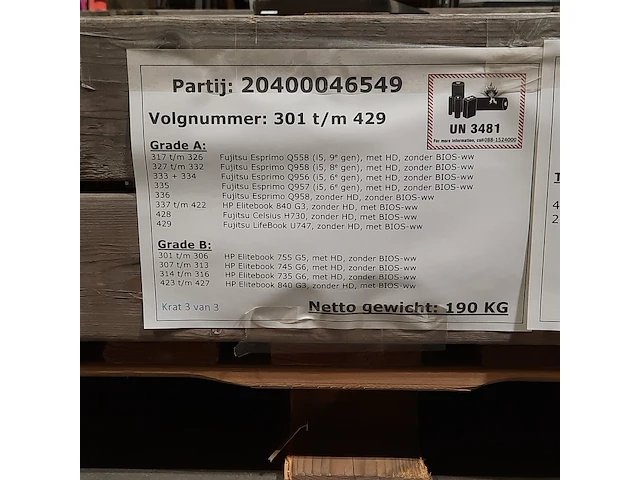 Partij: 20400046549
Volgnummer: 301 t/m 429
UN 3481
For more information, call 088-1524000
Grade A:
317 t/m 326 Fujitsu Esprimo Q558 (i5, 9e gen), met HD, zonder BIOS-ww
327 t/m 332 Fujitsu Esprimo Q958 (i5, 8e gen), met HD, zonder BIOS-ww
333 + 334 Fujitsu Esprimo Q956 (i5, 6e gen), met HD, zonder BIOS-ww
335 Fujitsu Esprimo Q957 (i5, 6e gen), met HD, zonder BIOS-ww
336 Fujitsu Esprimo Q958, zonder HD, zonder BIOS-ww
337 t/m 422 HP Elitebook 840 G3, zonder HD, met BIOS-ww
428 Fujitsu Celsius H730, zonder HD, met BIOS-ww
429 Fujitsu LifeBook U747, zonder HD, met BIOS-ww
Grade B:
301 t/m 306 HP Elitebook 755 G5, met HD, zonder BIOS-ww
307 t/m 313 HP Elitebook 745 G6, met HD, zonder BIOS-ww
314 t/m 316 HP Elitebook 735 G6, met HD, zonder BIOS-ww
423 t/m 427 HP Elitebook 840 G3, zonder HD, met BIOS-ww
Krat 3 van 3
Netto gewicht: 190 KG